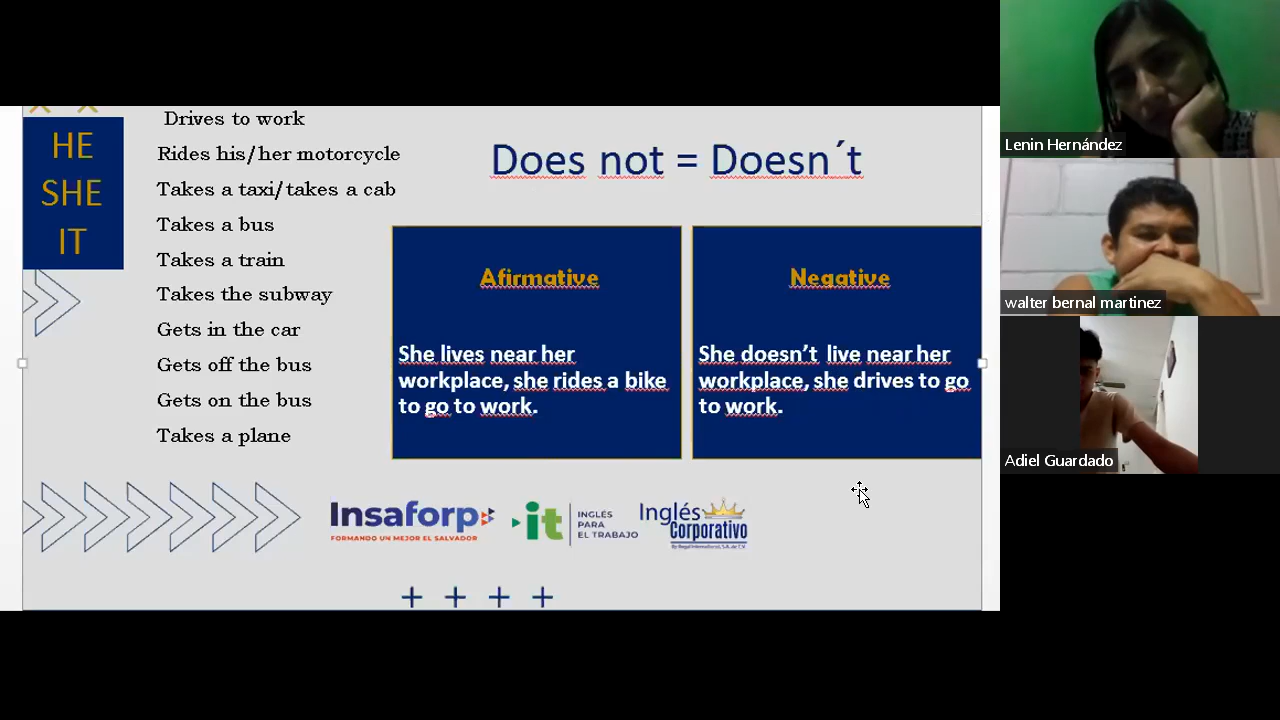 HE
SHE
IT
Drives to work
Rides his/her motorcycle
Takes a taxi/takes a cab
Takes a bus
Takes a train
Takes the subway
Gets in the car
Gets off the bus
Gets on the bus
Takes a plane
Does not = Doesn´t
Afirmative
She lives near her
workplace, she rides a bike
to go to work.
Negative
She doesn’t live near her
workplace, she drives to go
to work.
Insaforp
FORMANDO UN MEJOR EL SALVADOR
it
INGLÉS
PARA
EL TRABAJO
Inglés
Corporativo
Lenin Hernández
walter bernal martinez
Adiel Guardado